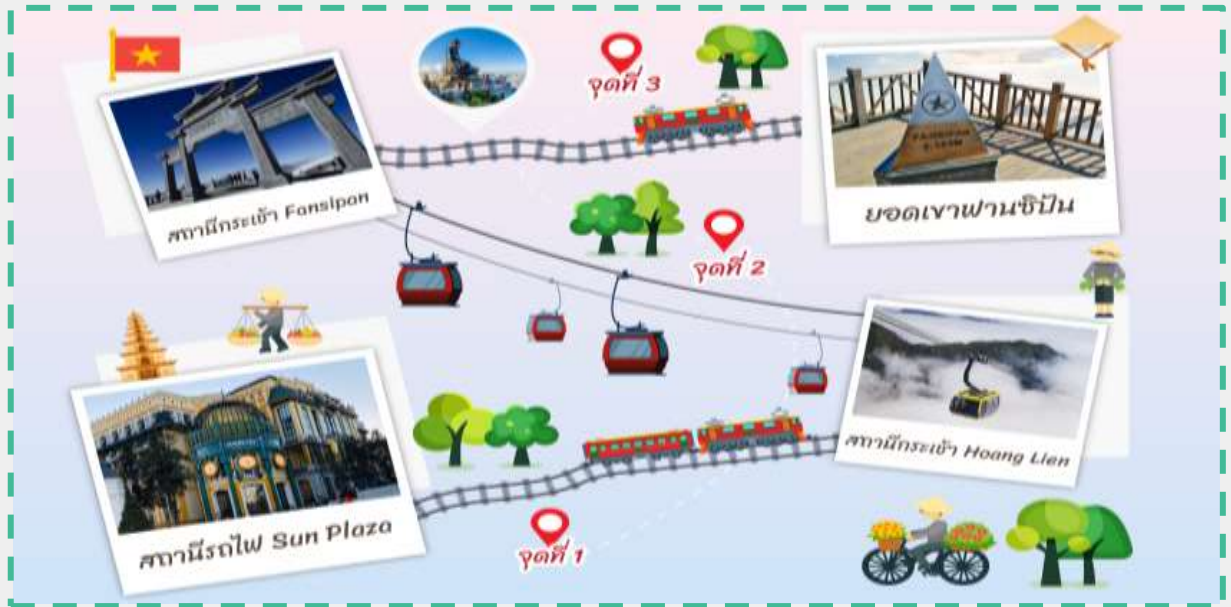 จุดที่ 3
สถานีกระเช้า Fansipan
ยอดเขาฟานซิปัน
จุดที่ 2
สถานีกระเช้า Hoang Lien
สถานีรถไฟ Sun Plaza
จุดที่ 1